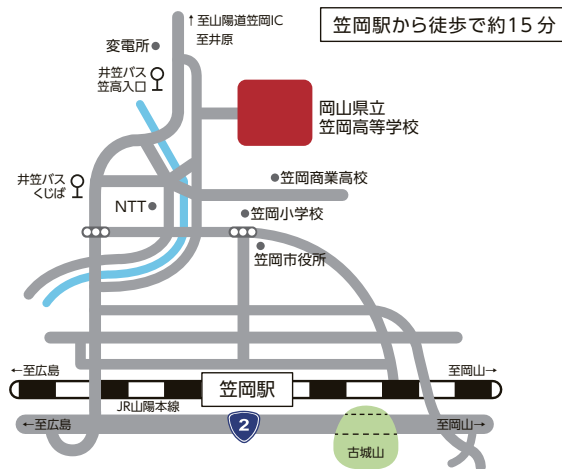 ↑至山陽道笠岡IC
至井原
笠岡駅から徒歩で約15分
変電所
井笠バス
笠高入口
岡山県立
笠岡高等学校
井笠バス
くじば
笠岡商業高校
NTT
笠岡小学校
笠岡市役所
←至広島
至岡山→
笠岡駅
JR山陽本線
←至広島
2
至岡山→
古城山